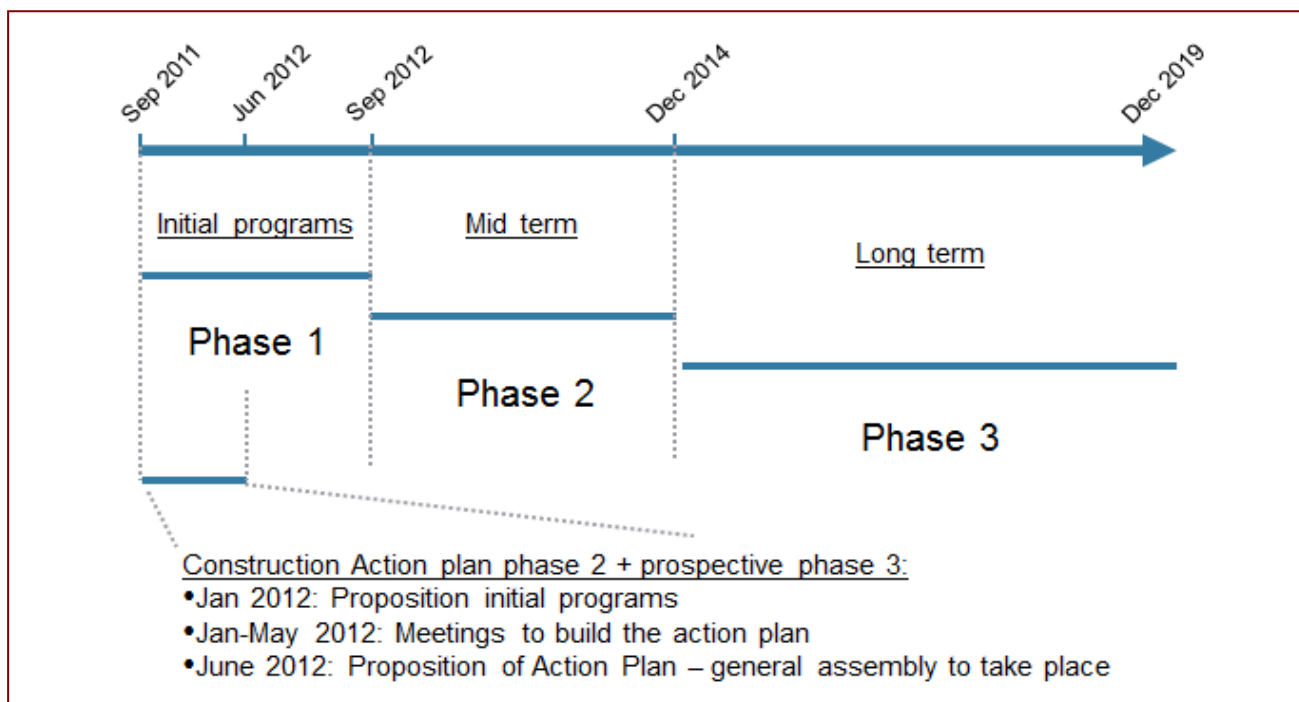 Sep 2011
Jun 2012
Sep 2012
Dec 2014
Dec 2019
Initial programs
Mid term
Long term
Phase 1
Phase 2
Phase 3
Construction Action plan phase 2 + prospective phase 3:
•Jan 2012: Proposition initial programs
•Jan-May 2012: Meetings to build the action plan
•June 2012: Proposition of Action Plan – general assembly to take place